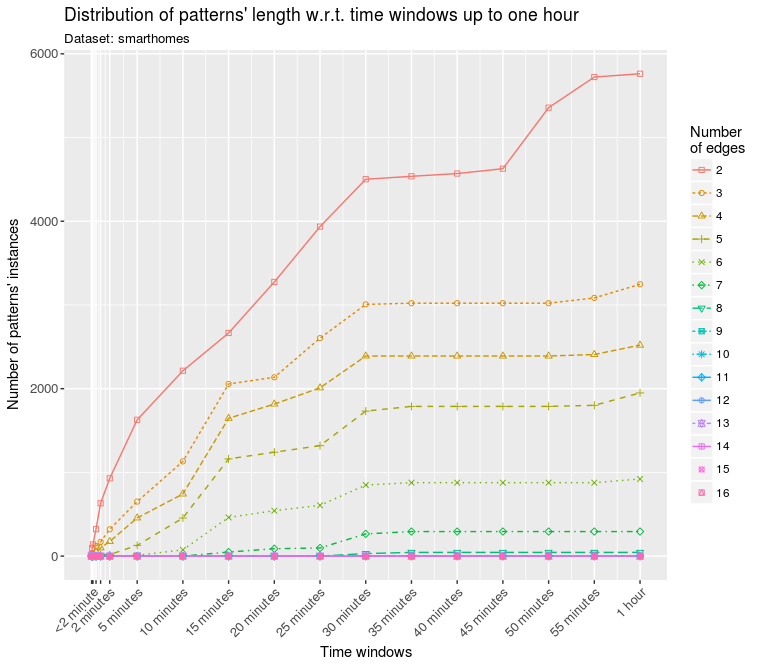 Distribution of patterns' length w.r.t. time windows up to one hour
Dataset: smarthomes
6000
4000
2000
0
Number of patterns' instances
<2 minute
2 minutes
5 minutes
10 minutes
15 minutes
20 minutes
25 minutes
30 minutes
35 minutes
40 minutes
45 minutes
50 minutes
55 minutes
1 hour
Time windows
Number
of edges
2
3
4
5
6
7
8
9
10
11
12
13
14
15
16